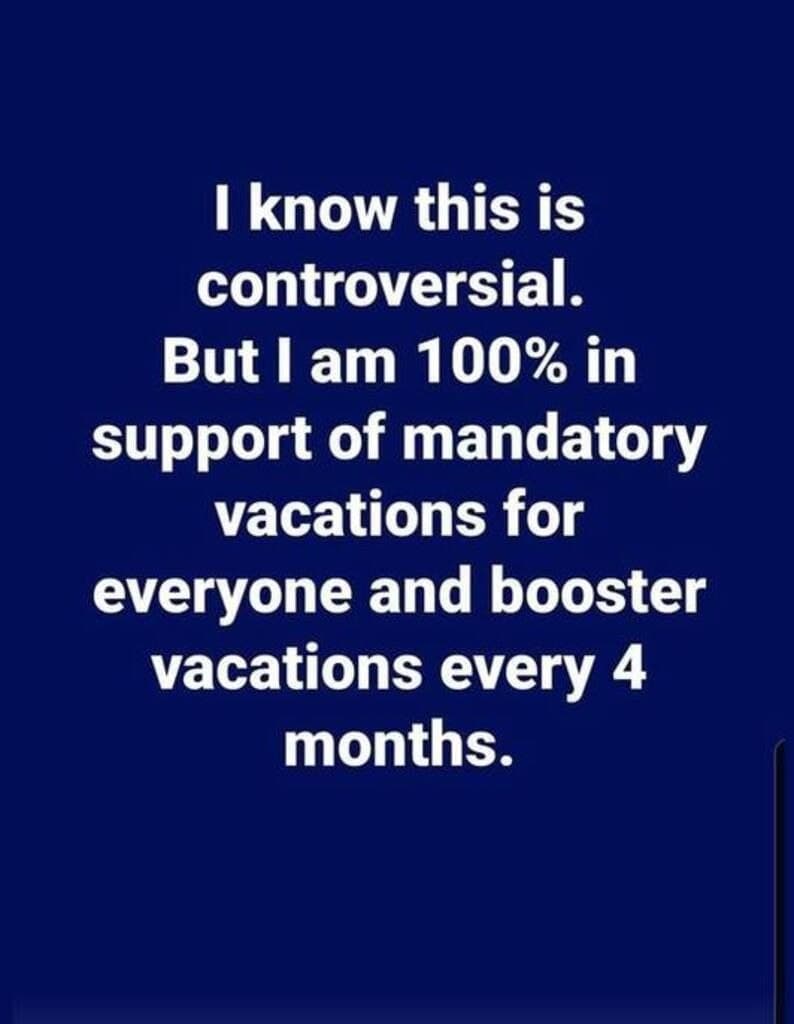 I know this is
controversial.
But I am 100% in
support of mandatory
vacations for
everyone and booster
vacations every 4
months.